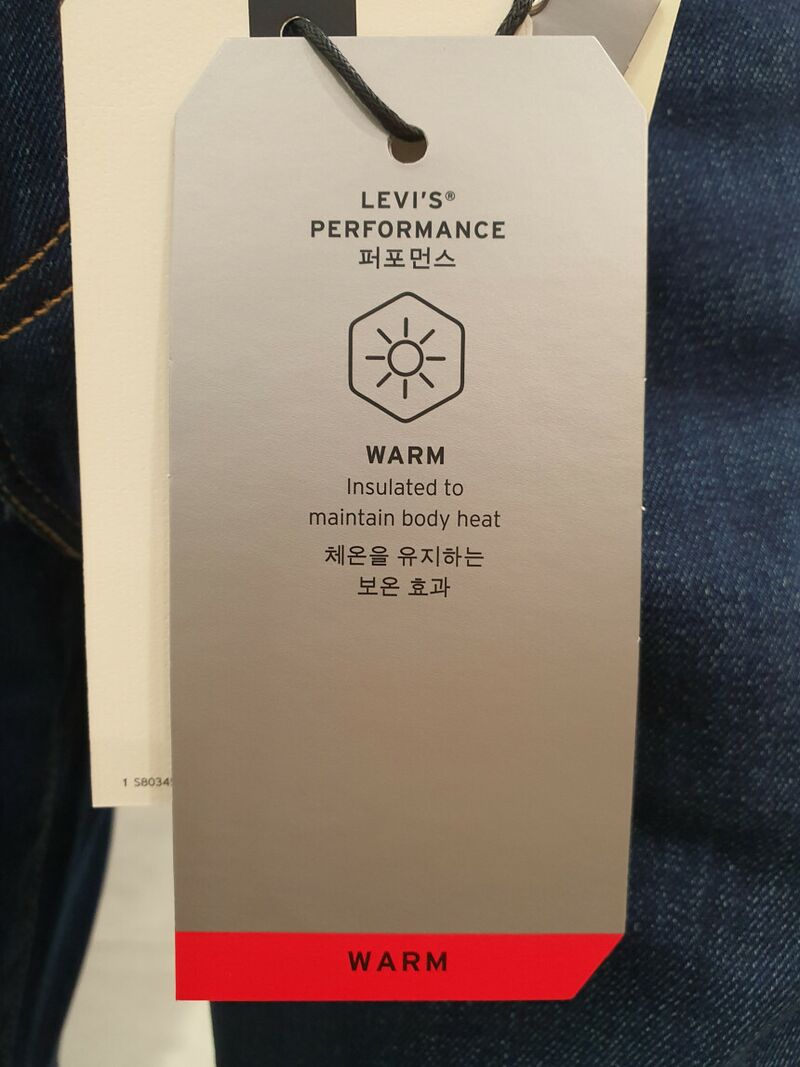 LEVI'S®
PERFORMANCE
퍼포먼스
WARM
Insulated to
maintain body heat
체온을 유지하는
보온 효과
WARM
1